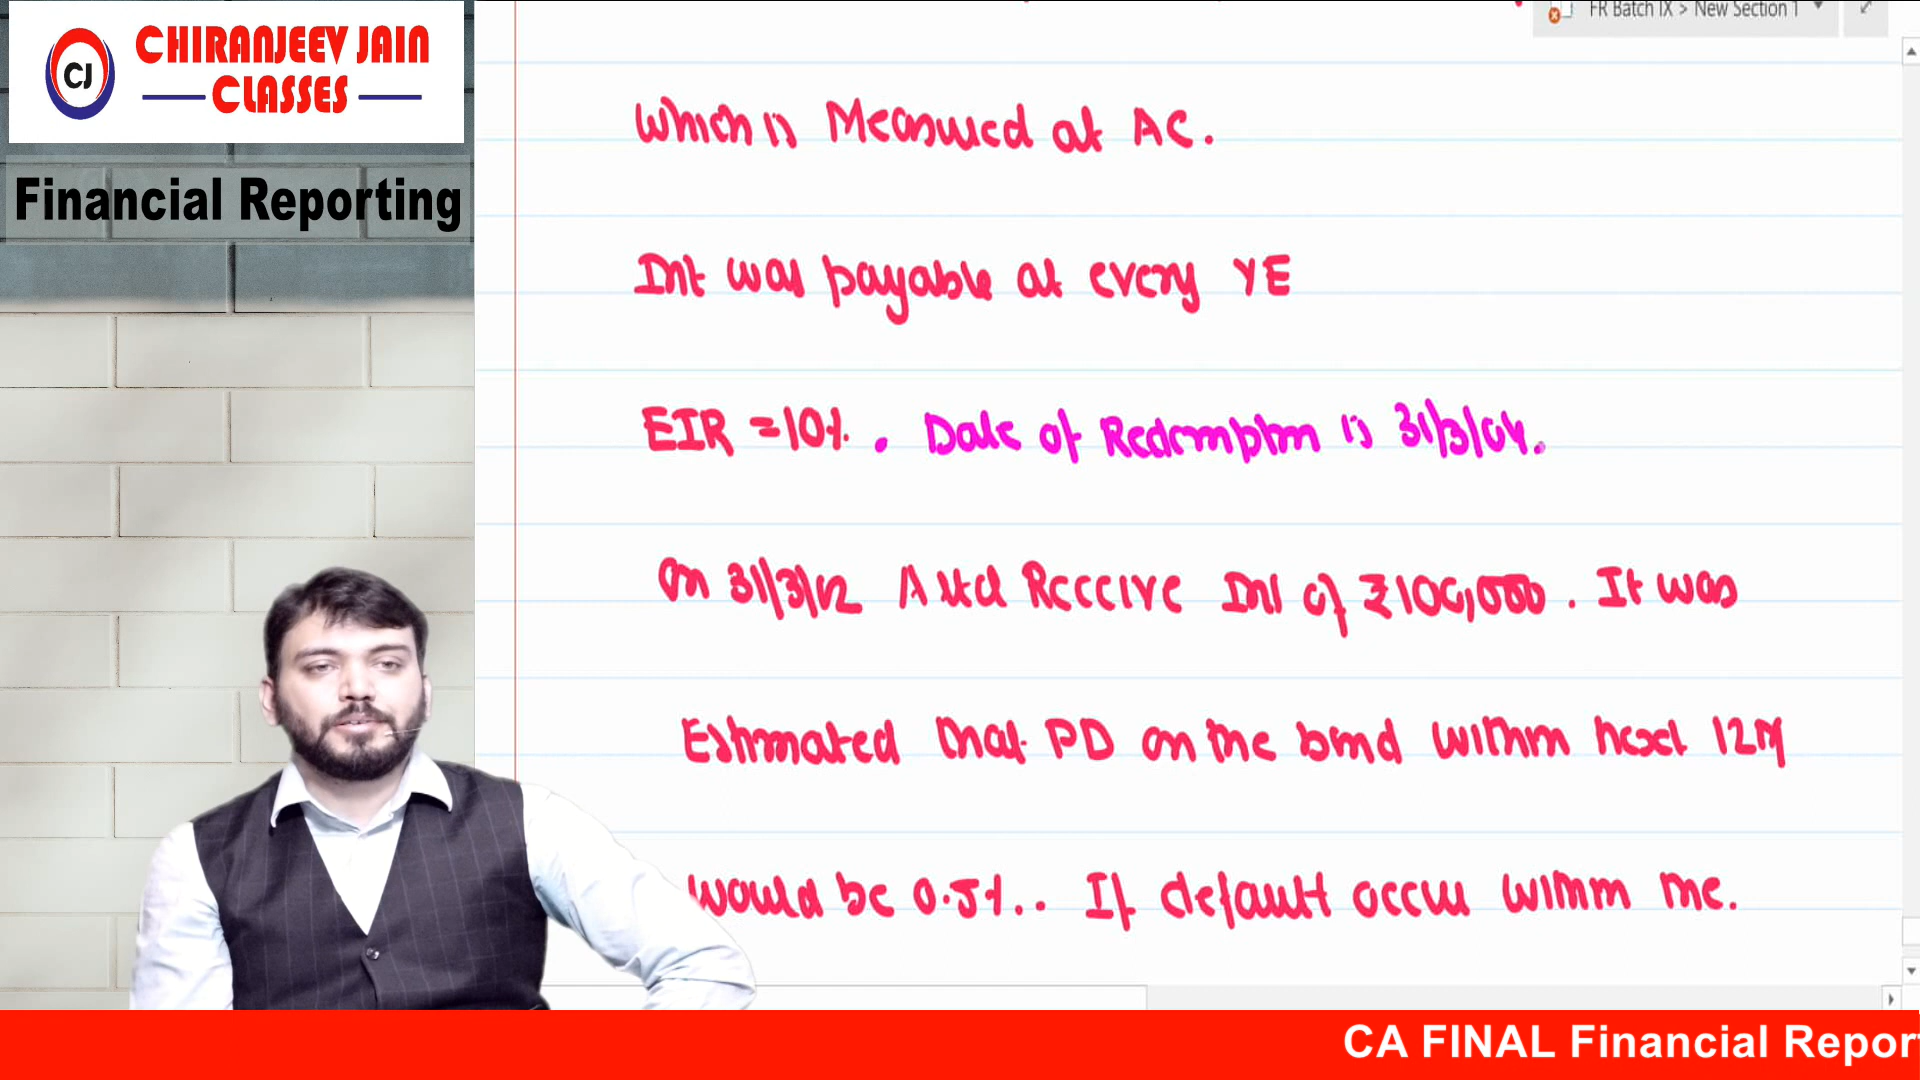 CHIRANJEEV JAIN
CLASSES
CJ
Financial Reporting
FR Batch IX > New Section 1
Which is Measured at AC.
Int was payable at every YE
EIR = 10%. Date of Redemption is 31/3/04.
On 31/3/02 A Ltd Receive Int of ₹100,000. It was
Estimated that PD on the bond within next 12M
would be 0.5%.. If default occur within the.
CA FINAL Financial Repor